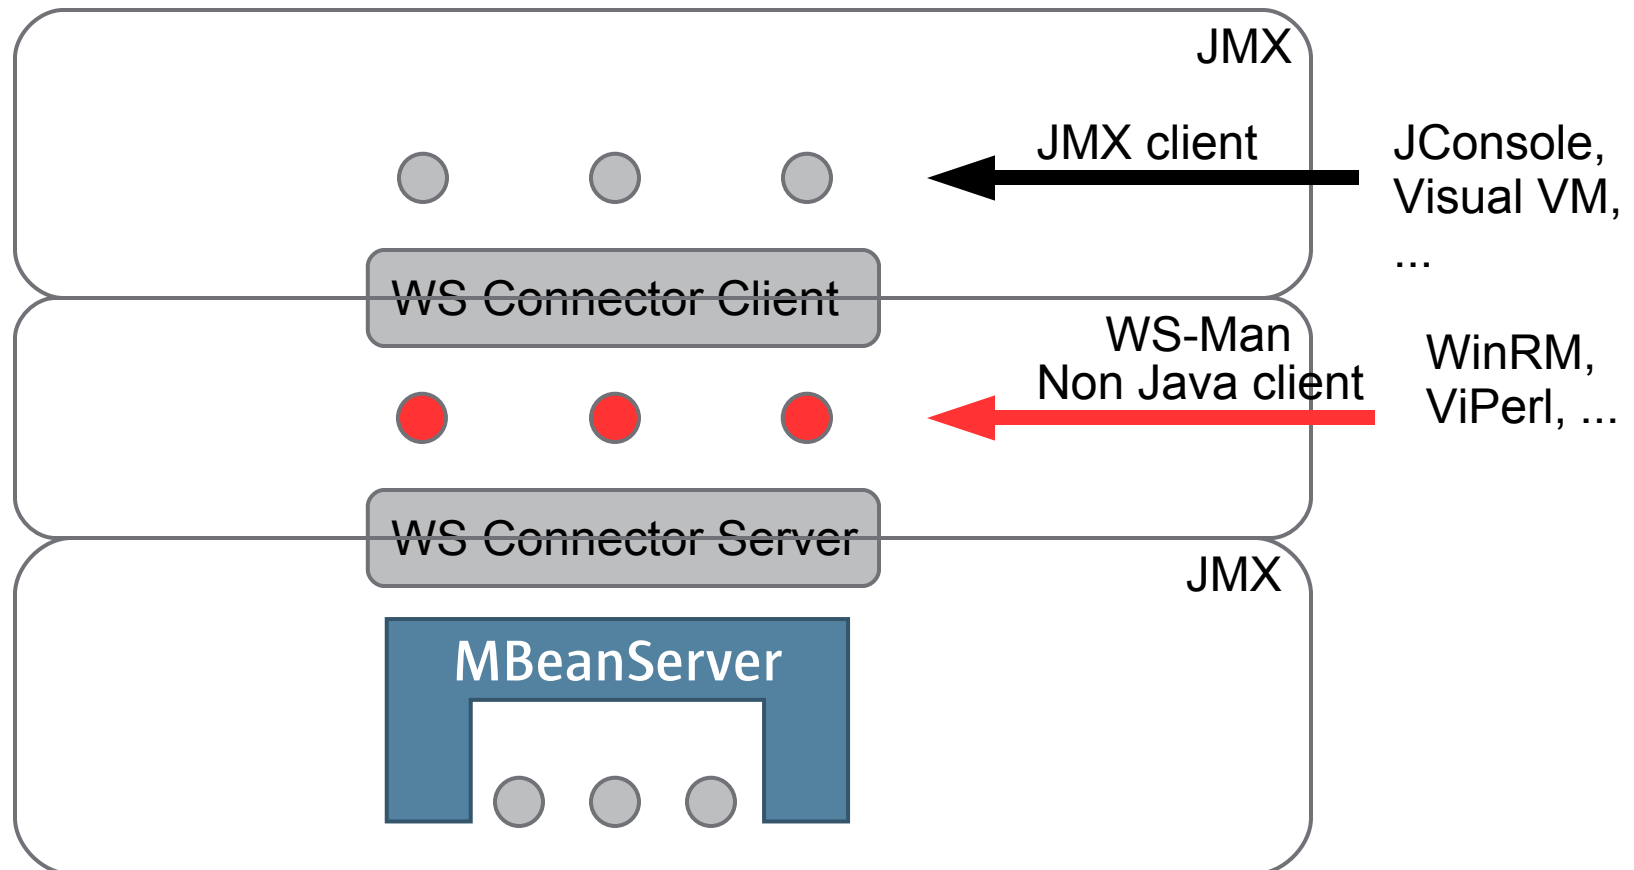 JMX
JMX client
JConsole,
Visual VM,
...
WS Connector Client
WS-Man
Non Java client
WinRM,
ViPerl, ...
WS Connector Server
JMX
MBeanServer